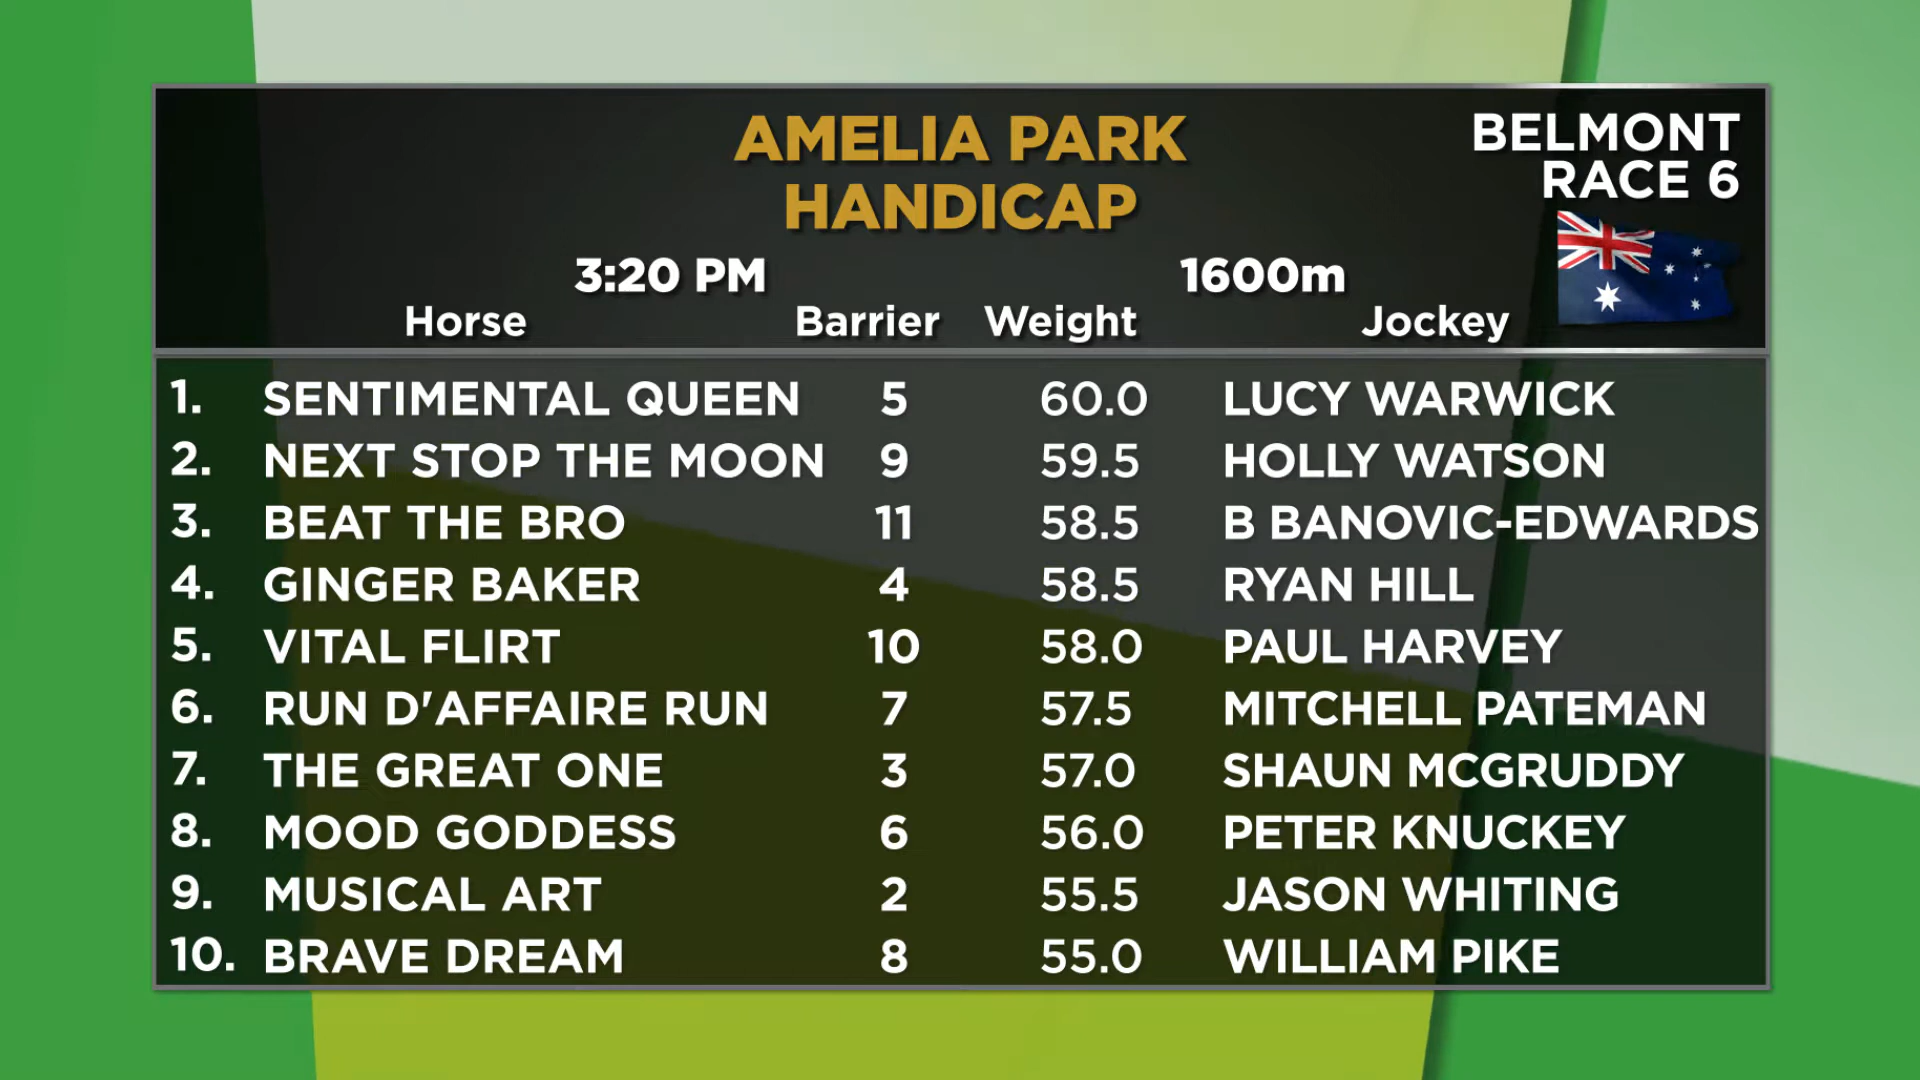 AMELIA PARK
HANDICAP
BELMONT
RACE 6
3:20 PM 1600m
Horse Barrier Weight Jockey
1. SENTIMENTAL QUEEN 5 60.0 LUCY WARWICK
2. NEXT STOP THE MOON 9 59.5 HOLLY WATSON
3. BEAT THE BRO 11 58.5 B BANOVIC-EDWARDS
4. GINGER BAKER 4 58.5 RYAN HILL
5. VITAL FLIRT 10 58.0 PAUL HARVEY
6. RUN D'AFFAIRE RUN 7 57.5 MITCHELL PATEMAN
7. THE GREAT ONE 3 57.0 SHAUN MCGRUDDY
8. MOOD GODDESS 6 56.0 PETER KNUCKEY
9. MUSICAL ART 2 55.5 JASON WHITING
10. BRAVE DREAM 8 55.0 WILLIAM PIKE